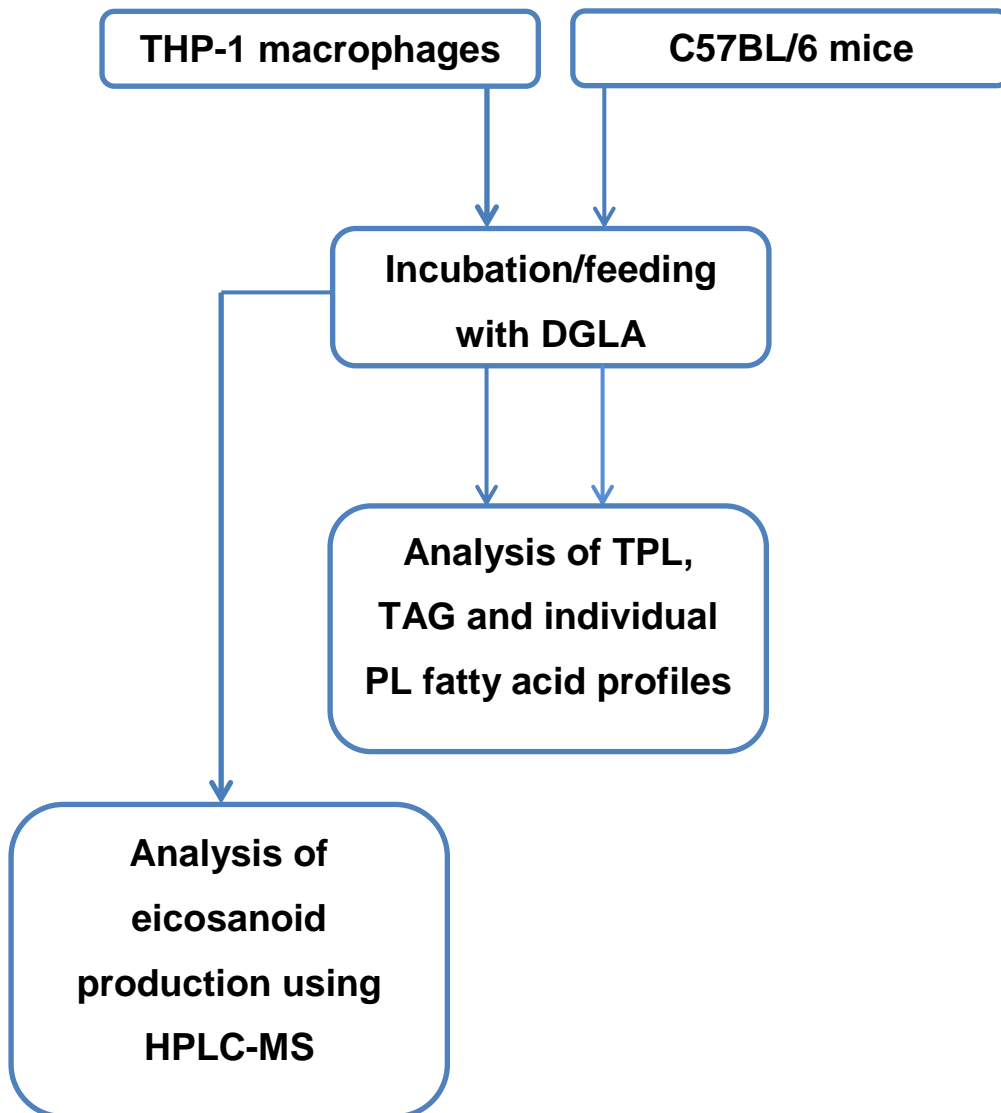 THP-1 macrophages
C57BL/6 mice
Incubation/feeding
with DGLA
Analysis of TPL,
TAG and individual
PL fatty acid profiles
Analysis of
eicosanoid
production using
HPLC-MS